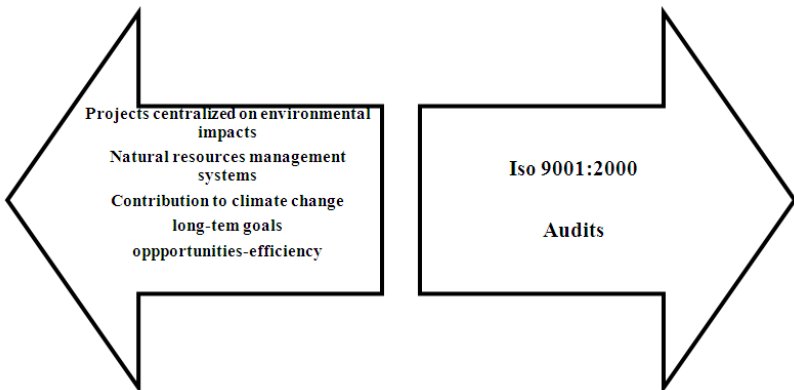 Projects centralized on environmental
impacts
Natural resources management
systems
Contribution to climate change
long-tem goals
oppportunities-efficiency
Iso 9001:2000
Audits